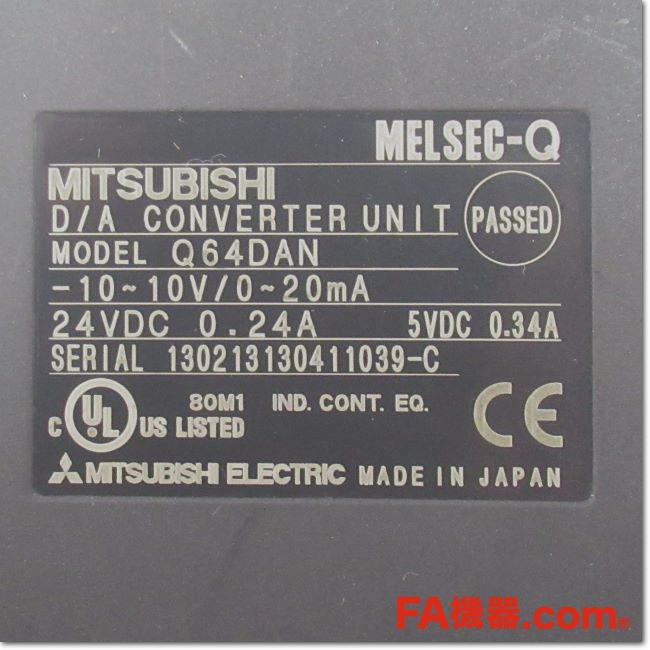 MELSEC-Q
MITSUBISHI
D/A CONVERTER UNIT
PASSED
MODEL Q64DAN
-10~10V/0~20mA
24VDC 0.24A 5VDC 0.34A
SERIAL 130213130411039-C
C UL US LISTED
80M1 IND. CONT. EQ.
CE
MITSUBISHI ELECTRIC MADE IN JAPAN
FA機器.com®